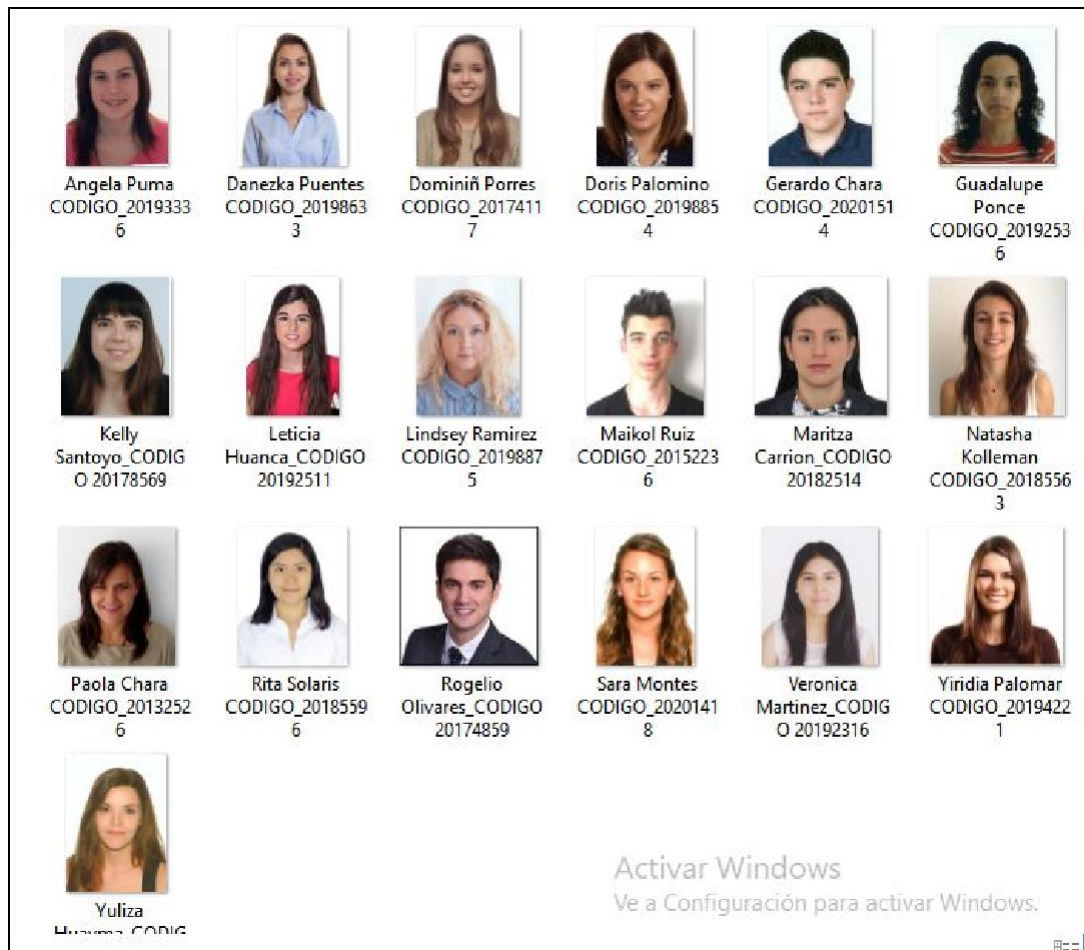 Angela Puma
CODIGO_2019333
6
Danezka Puentes
CODIGO_2019863
3
Dominiñ Porres
CODIGO_2017411
7
Doris Palomino
CODIGO_2019885
4
Gerardo Chara
CODIGO_2020151
4
Guadalupe
Ponce
CODIGO_2019253
6
Kelly
Santoyo_CODIG
O 20178569
Leticia
Huanca_CODIGO
20192511
Lindsey Ramirez
CODIGO_2019887
5
Maikol Ruiz
CODIGO_2015223
6
Maritza
Carrion_CODIGO
20182514
Natasha
Kolleman
CODIGO_2018556
3
Paola Chara
CODIGO_2013252
6
Rita Solaris
CODIGO_2018559
6
Rogelio
Olivares_CODIGO
20174859
Sara Montes
CODIGO_2020141
8
Veronica
Martinez_CODIG
O 20192316
Yiridia Palomar
CODIGO_2019422
1
Yuliza
Huayma_CODIG
Activar Windows
Ve a Configuración para activar Windows.